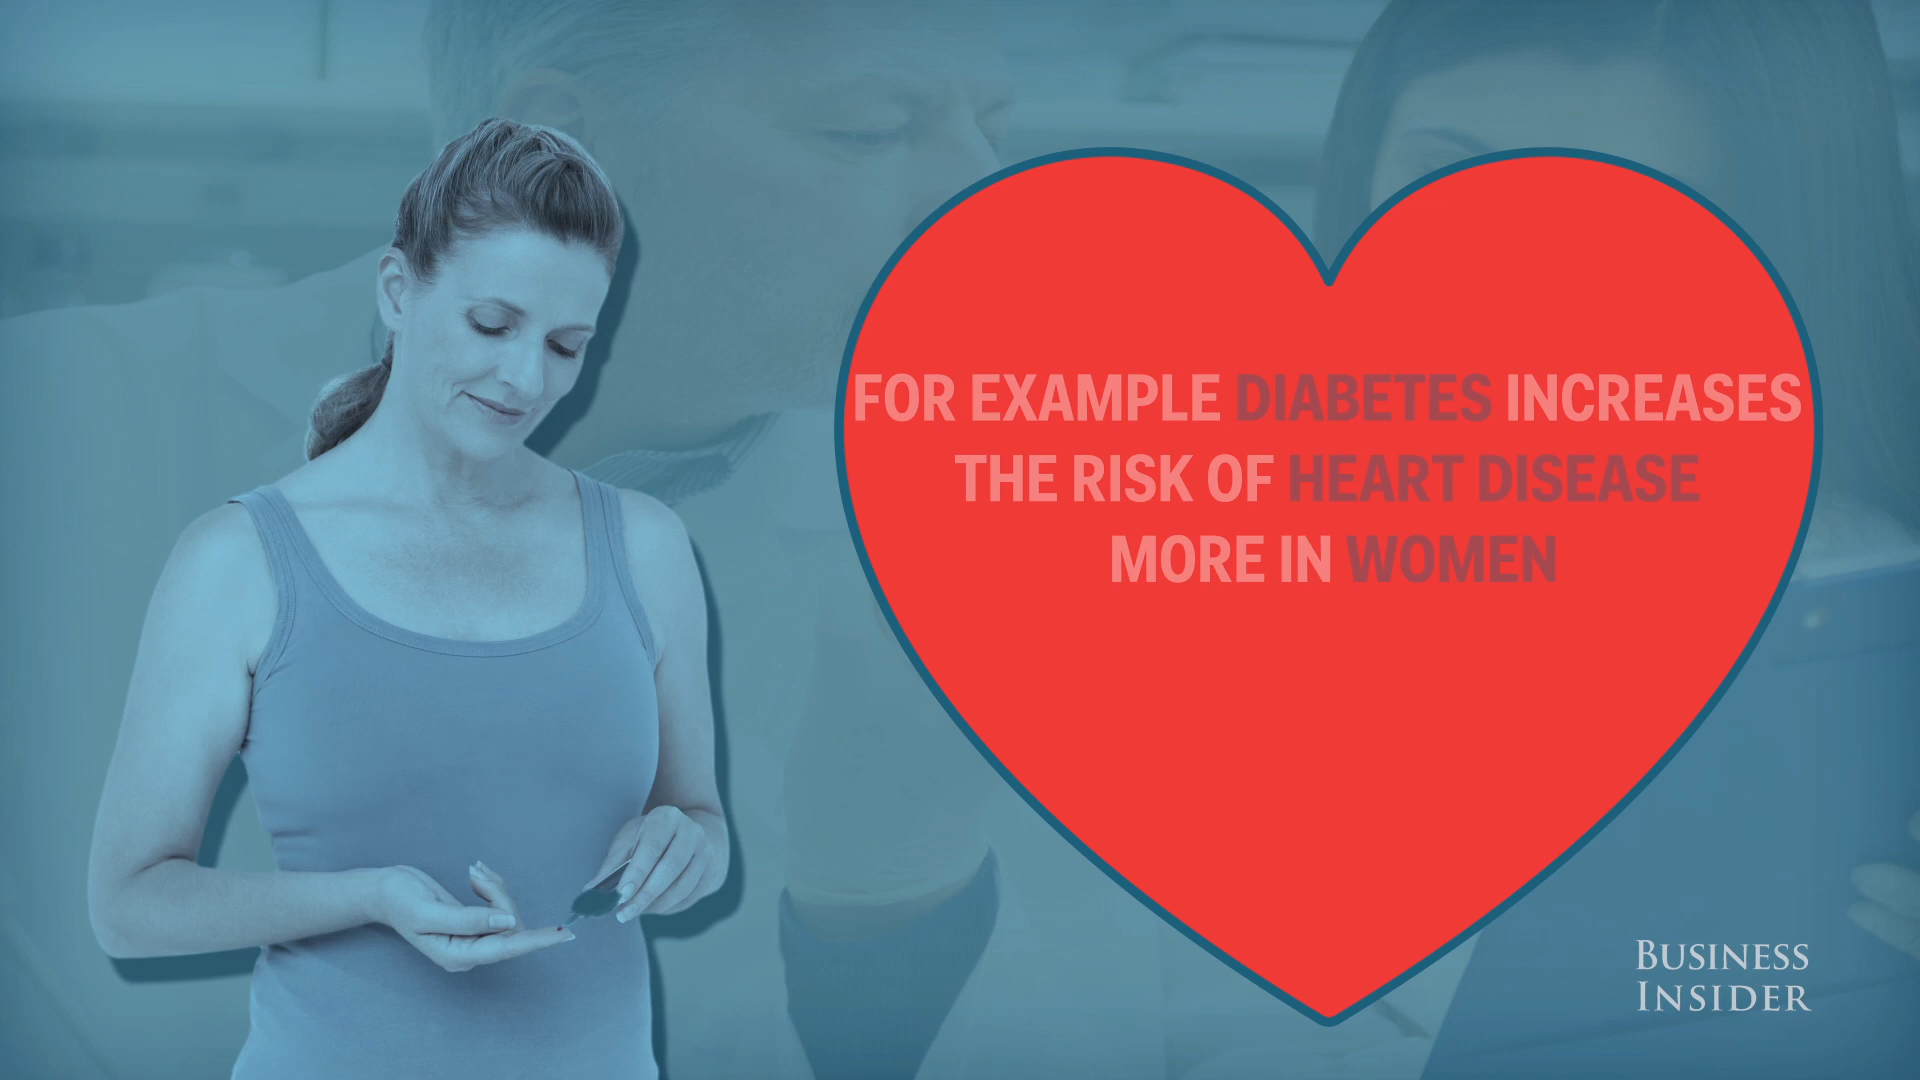 FOR EXAMPLE DIABETES INCREASES
THE RISK OF HEART DISEASE
MORE IN WOMEN
BUSINESS
INSIDER